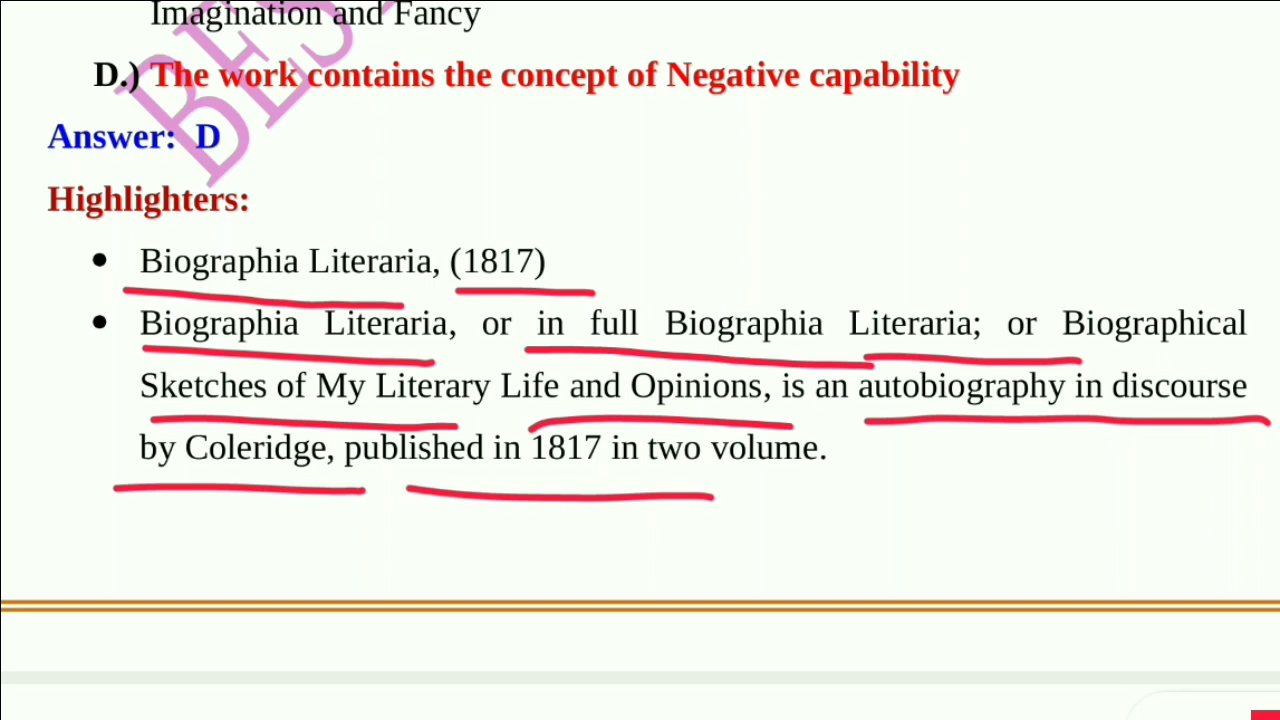 Imagination and Fancy
D.) The work contains the concept of Negative capability
Answer: D
Highlighters:
• Biographia Literaria, (1817)
• Biographia Literaria, or in full Biographia Literaria; or Biographical
Sketches of My Literary Life and Opinions, is an autobiography in discourse
by Coleridge, published in 1817 in two volume.